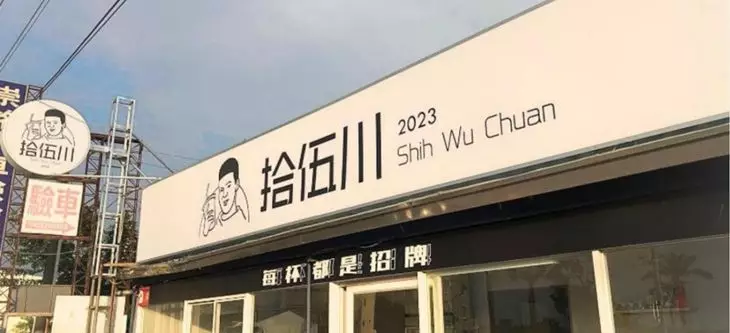 拾伍川
2023
Shih Wu Chuan
每杯都是招牌
拾伍川
驗車